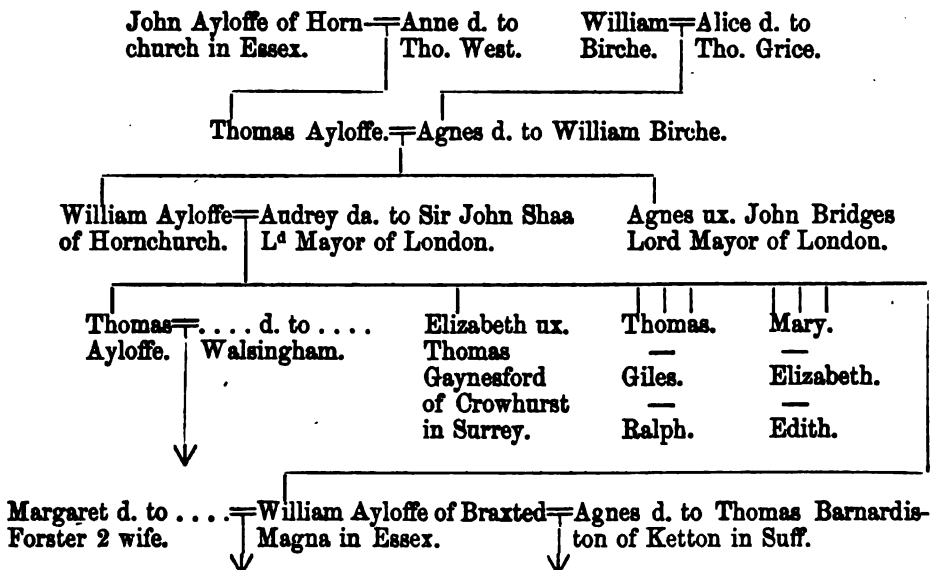 John Ayloffe of Horn-
church in Essex.
Anne d. to
Tho. West.
William
Birche.
Alice d. to
Tho. Grice.
Thomas Ayloffe.
Agnes d. to William Birche.
William Ayloffe
of Hornchurch.
Audrey da. to Sir John Shaa
Lᵈ Mayor of London.
Agnes ux. John Bridges
Lord Mayor of London.
Thomas
Ayloffe.
. . . . d. to . . . .
Walsingham.
Elizabeth ux.
Thomas
Gaynesford
of Crowhurst
in Surrey.
Thomas.
—
Giles.
—
Ralph.
Mary.
—
Elizabeth.
—
Edith.
Margaret d. to . . . .
Forster 2 wife.
William Ayloffe of Braxted
Magna in Essex.
Agnes d. to Thomas Barnardis-
ton of Ketton in Suff.